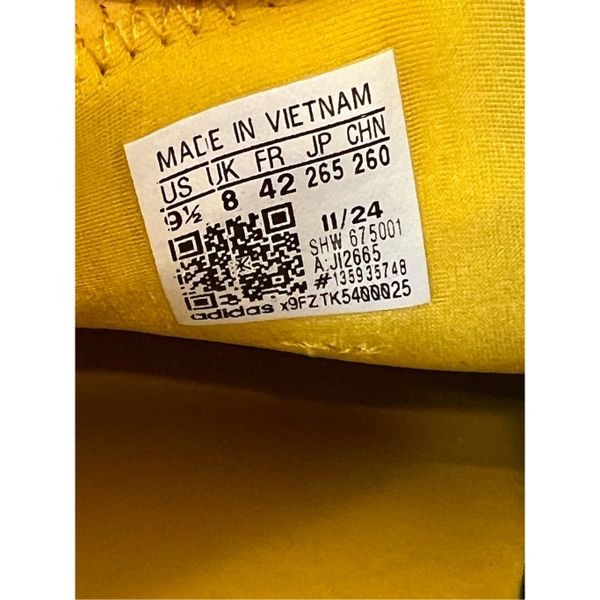 MADE IN VIETNAM
US UK FR JP CHN
9½ 8 42 265 260
11/24
SHW 675001
A:JI2665
#135935748
adidas x9FZTK5400025